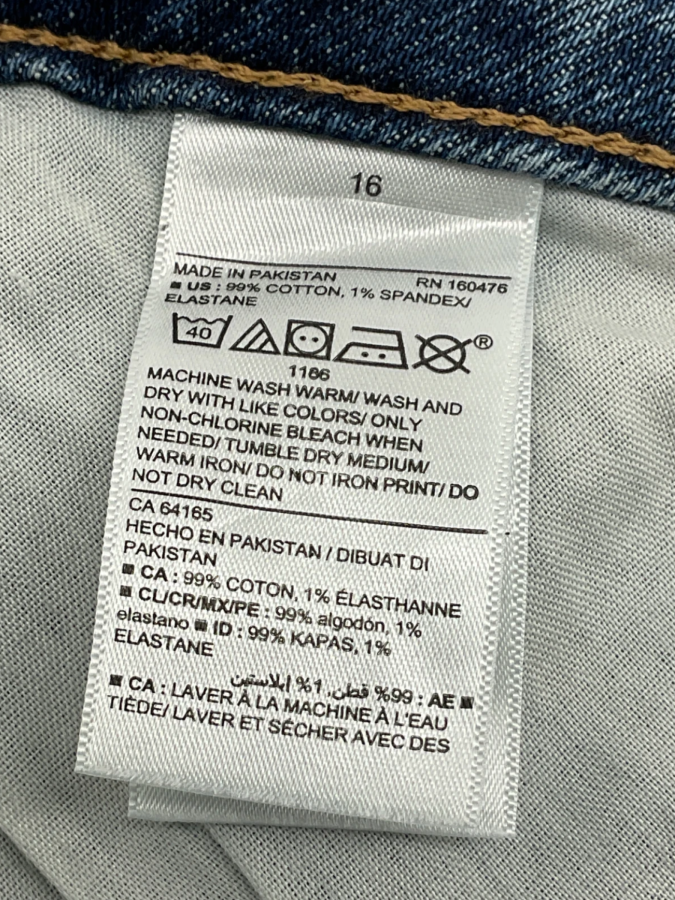 16
MADE IN PAKISTAN RN 160476
■ US : 99% COTTON, 1% SPANDEX/
ELASTANE
40 ®
1166
MACHINE WASH WARM/ WASH AND
DRY WITH LIKE COLORS/ ONLY
NON-CHLORINE BLEACH WHEN
NEEDED/ TUMBLE DRY MEDIUM/
WARM IRON/ DO NOT IRON PRINT/ DO
NOT DRY CLEAN
CA 64165
HECHO EN PAKISTAN / DIBUAT DI
PAKISTAN
■ CA : 99% COTON, 1% ÉLASTHANNE
■ CL/CR/MX/PE : 99% algodón, 1%
elastano ■ ID : 99% KAPAS, 1%
ELASTANE
■ AE : 99% قطن, 1% ايلاستين
■ CA : LAVER À LA MACHINE À L'EAU
TIÈDE/ LAVER ET SÉCHER AVEC DES